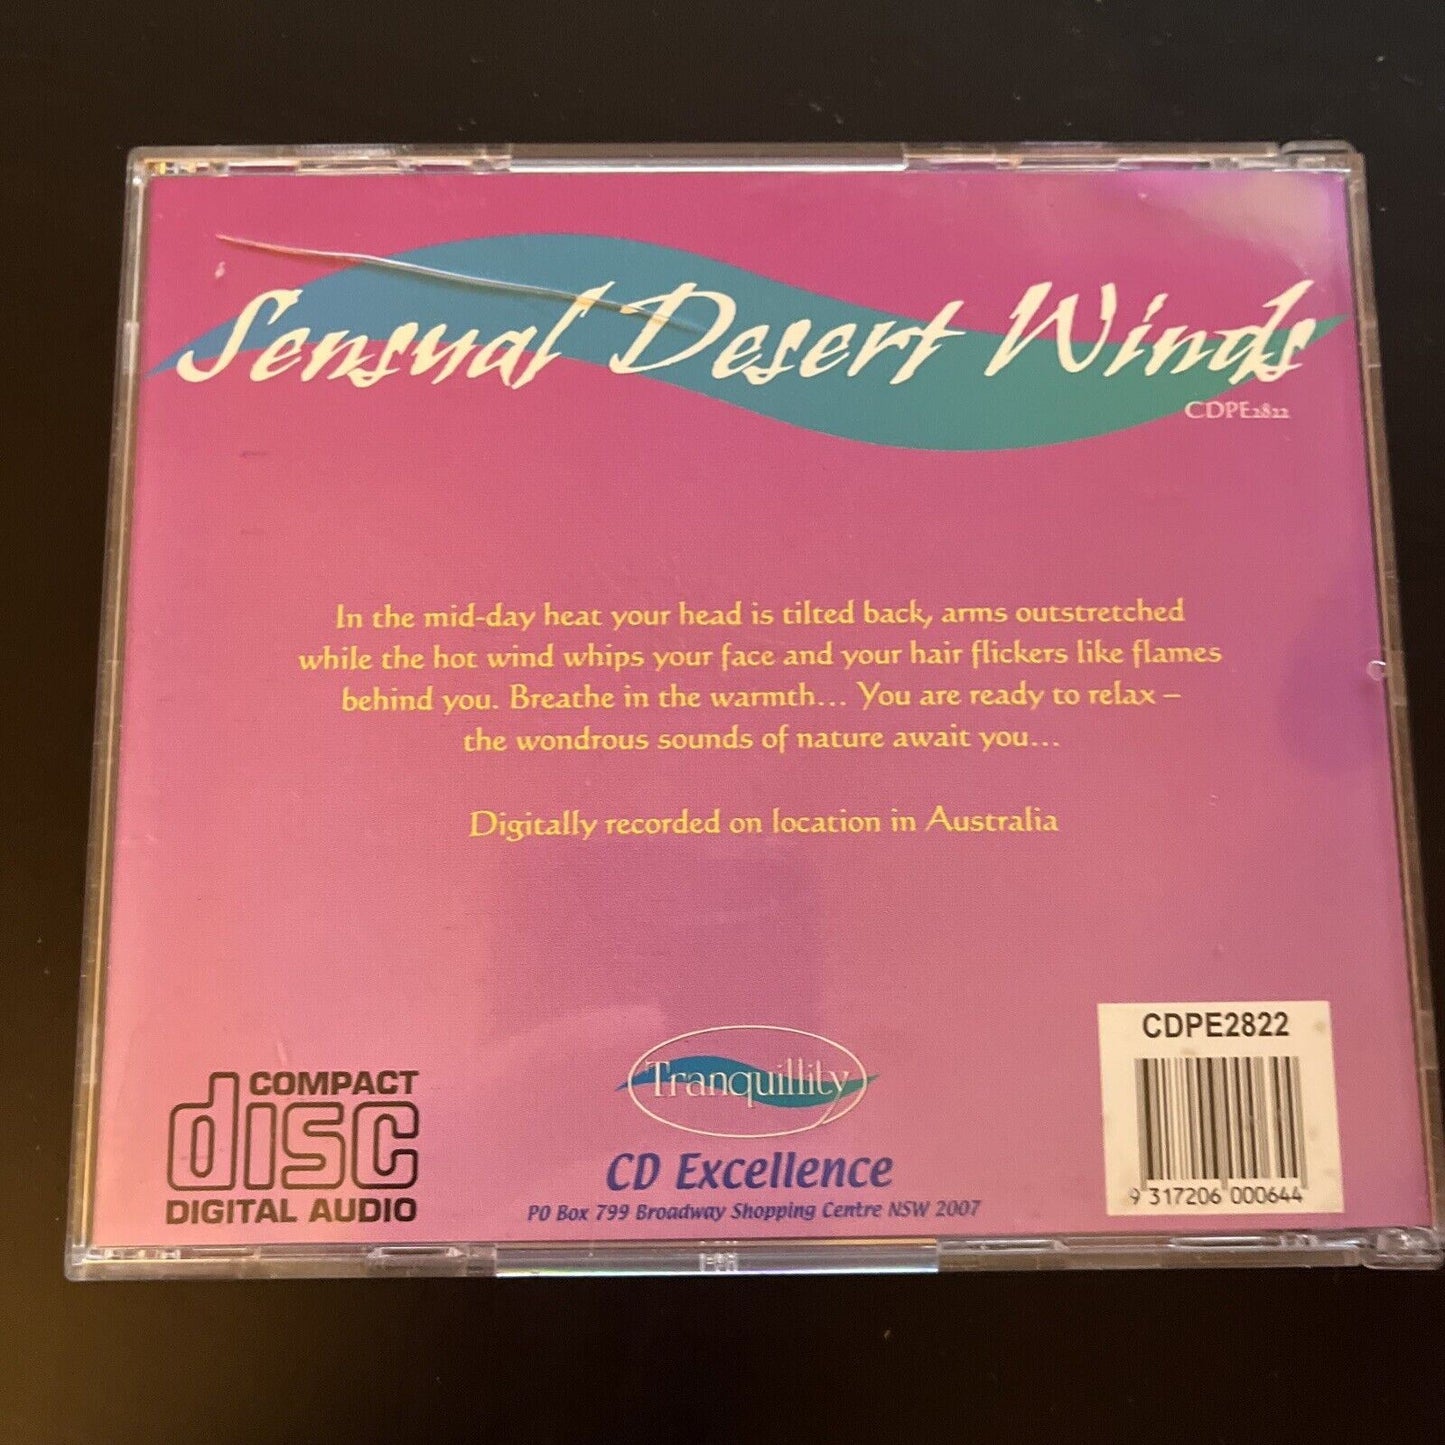 Sensual Desert Winds
CDPE2822
In the mid-day heat your head is tilted back, arms outstretched
while the hot wind whips your face and your hair flickers like flames
behind you. Breathe in the warmth... You are ready to relax –
the wondrous sounds of nature await you...
Digitally recorded on location in Australia
COMPACT
disc
DIGITAL AUDIO
Tranquillity
CD Excellence
PO Box 799 Broadway Shopping Centre NSW 2007
CDPE2822
9 317206 000644